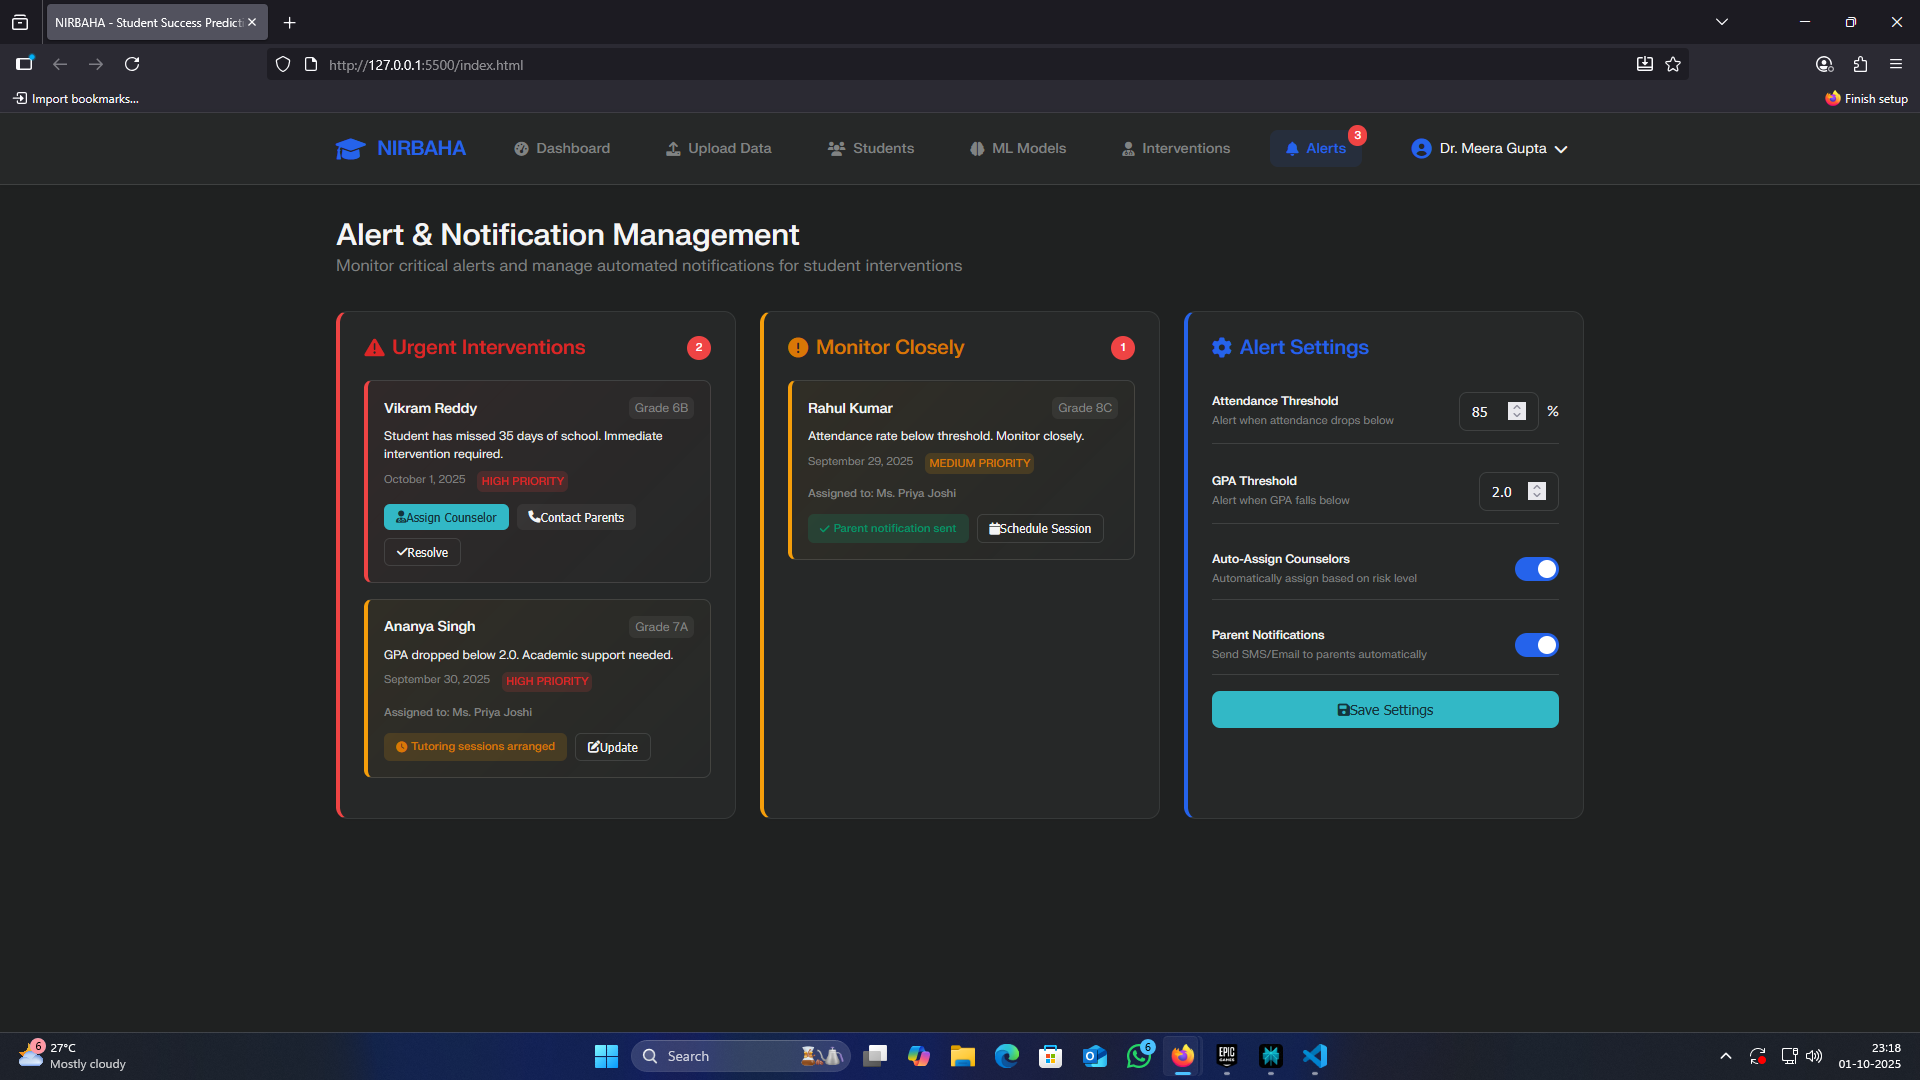 NIRBAHA - Student Success Predicti
http://127.0.0.1:5500/index.html
Import bookmarks...
Finish setup
NIRBAHA
Dashboard
Upload Data
Students
ML Models
Interventions
Alerts
3
Dr. Meera Gupta
Alert & Notification Management
Monitor critical alerts and manage automated notifications for student interventions
Urgent Interventions
2
Vikram Reddy
Grade 6B
Student has missed 35 days of school. Immediate
intervention required.
October 1, 2025
HIGH PRIORITY
Assign Counselor
Contact Parents
Resolve
Ananya Singh
Grade 7A
GPA dropped below 2.0. Academic support needed.
September 30, 2025
HIGH PRIORITY
Assigned to: Ms. Priya Joshi
Tutoring sessions arranged
Update
Monitor Closely
1
Rahul Kumar
Grade 8C
Attendance rate below threshold. Monitor closely.
September 29, 2025
MEDIUM PRIORITY
Assigned to: Ms. Priya Joshi
Parent notification sent
Schedule Session
Alert Settings
Attendance Threshold
Alert when attendance drops below
85
%
GPA Threshold
Alert when GPA falls below
2.0
Auto-Assign Counselors
Automatically assign based on risk level
Parent Notifications
Send SMS/Email to parents automatically
Save Settings
6
27°C
Mostly cloudy
Search
6
EPIC
GAMES
23:18
01-10-2025